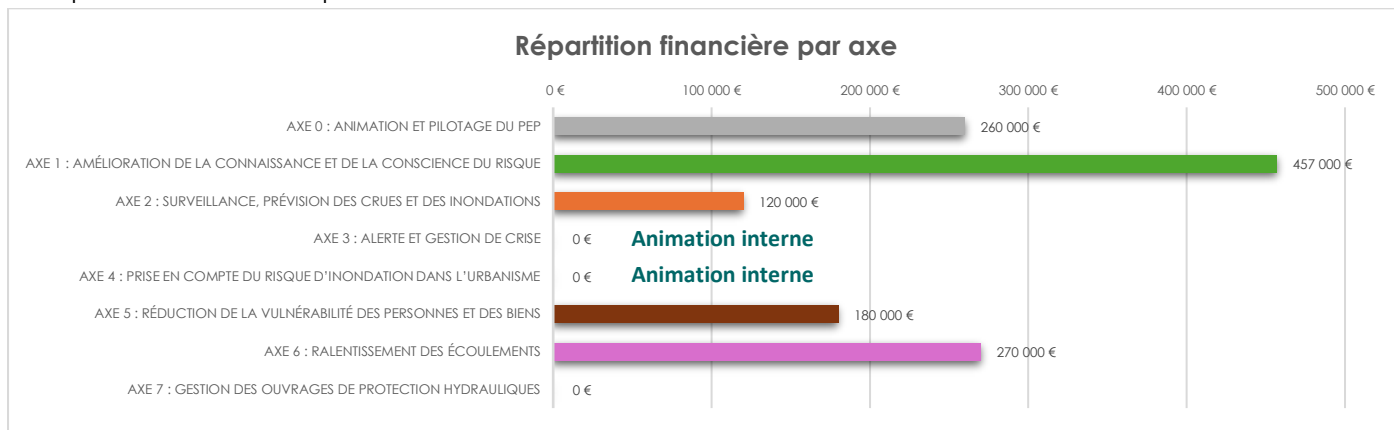 Répartition financière par axe
0 € 100 000 € 200 000 € 300 000 € 400 000 € 500 000 €
AXE 0 : ANIMATION ET PILOTAGE DU PEP 260 000 €
AXE 1 : AMÉLIORATION DE LA CONNAISSANCE ET DE LA CONSCIENCE DU RISQUE 457 000 €
AXE 2 : SURVEILLANCE, PRÉVISION DES CRUES ET DES INONDATIONS 120 000 €
AXE 3 : ALERTE ET GESTION DE CRISE 0 € Animation interne
AXE 4 : PRISE EN COMPTE DU RISQUE D'INONDATION DANS L'URBANISME 0 € Animation interne
AXE 5 : RÉDUCTION DE LA VULNÉRABILITÉ DES PERSONNES ET DES BIENS 180 000 €
AXE 6 : RALENTISSEMENT DES ÉCOULEMENTS 270 000 €
AXE 7 : GESTION DES OUVRAGES DE PROTECTION HYDRAULIQUES 0 €